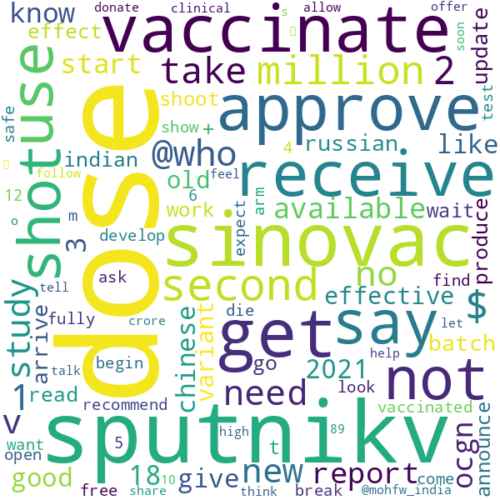 donate clinical allow offer s
know vaccinate soon
effect
start take million 2 update
safe shotuse shoot approve test
show + russian like
indian @who 4
follow old feel receive
12 6 arm
o m work available wait
3 develop expect sinovac produce
tell ask second no find
study arrive fully effective $
crore variant get say batch
begin chinese die let
talk go 2021 help not
1 read need look
recommend vaccinated
v dose sputnikv
want 5 high t 89 ocgn announce
open 18 10 new report come
good give
free share think break @mohfw_india